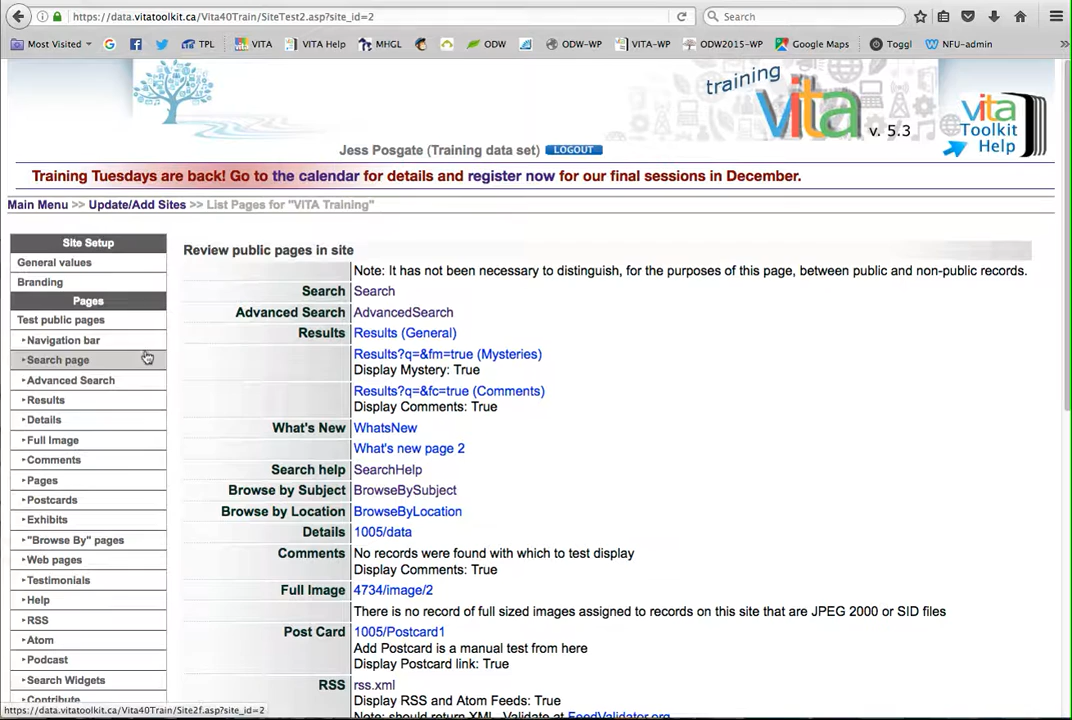 https://data.vitatoolkit.ca/Vita40Train/SiteTest2.asp?site_id=2
Search
Most Visited
TPL
VITA
VITA Help
MHGL
ODW
ODW-WP
VITA-WP
ODW2015-WP
Google Maps
Toggl
NFU-admin
training
vita
v. 5.3
vita
Toolkit
Help
Jess Posgate (Training data set) LOGOUT
Training Tuesdays are back! Go to the calendar for details and register now for our final sessions in December.
Main Menu >> Update/Add Sites >> List Pages for "VITA Training"
Site Setup
General values
Branding
Pages
Test public pages
Navigation bar
Search page
Advanced Search
Results
Details
Full Image
Comments
Pages
Postcards
Exhibits
"Browse By" pages
Web pages
Testimonials
Help
RSS
Atom
Podcast
Search Widgets
Contribute
Review public pages in site
Note: It has not been necessary to distinguish, for the purposes of this page, between public and non-public records.
Search Search
Advanced Search AdvancedSearch
Results Results (General)
Results?q=&fm=true (Mysteries)
Display Mystery: True
Results?q=&fc=true (Comments)
Display Comments: True
What's New WhatsNew
What's new page 2
Search help SearchHelp
Browse by Subject BrowseBySubject
Browse by Location BrowseByLocation
Details 1005/data
Comments No records were found with which to test display
Display Comments: True
Full Image 4734/image/2
There is no record of full sized images assigned to records on this site that are JPEG 2000 or SID files
Post Card 1005/Postcard1
Add Postcard is a manual test from here
Display Postcard link: True
RSS rss.xml
Display RSS and Atom Feeds: True
Note: should return XML. Validate at FeedValidator.org
https://data.vitatoolkit.ca/Vita40Train/Site2f.asp?site_id=2